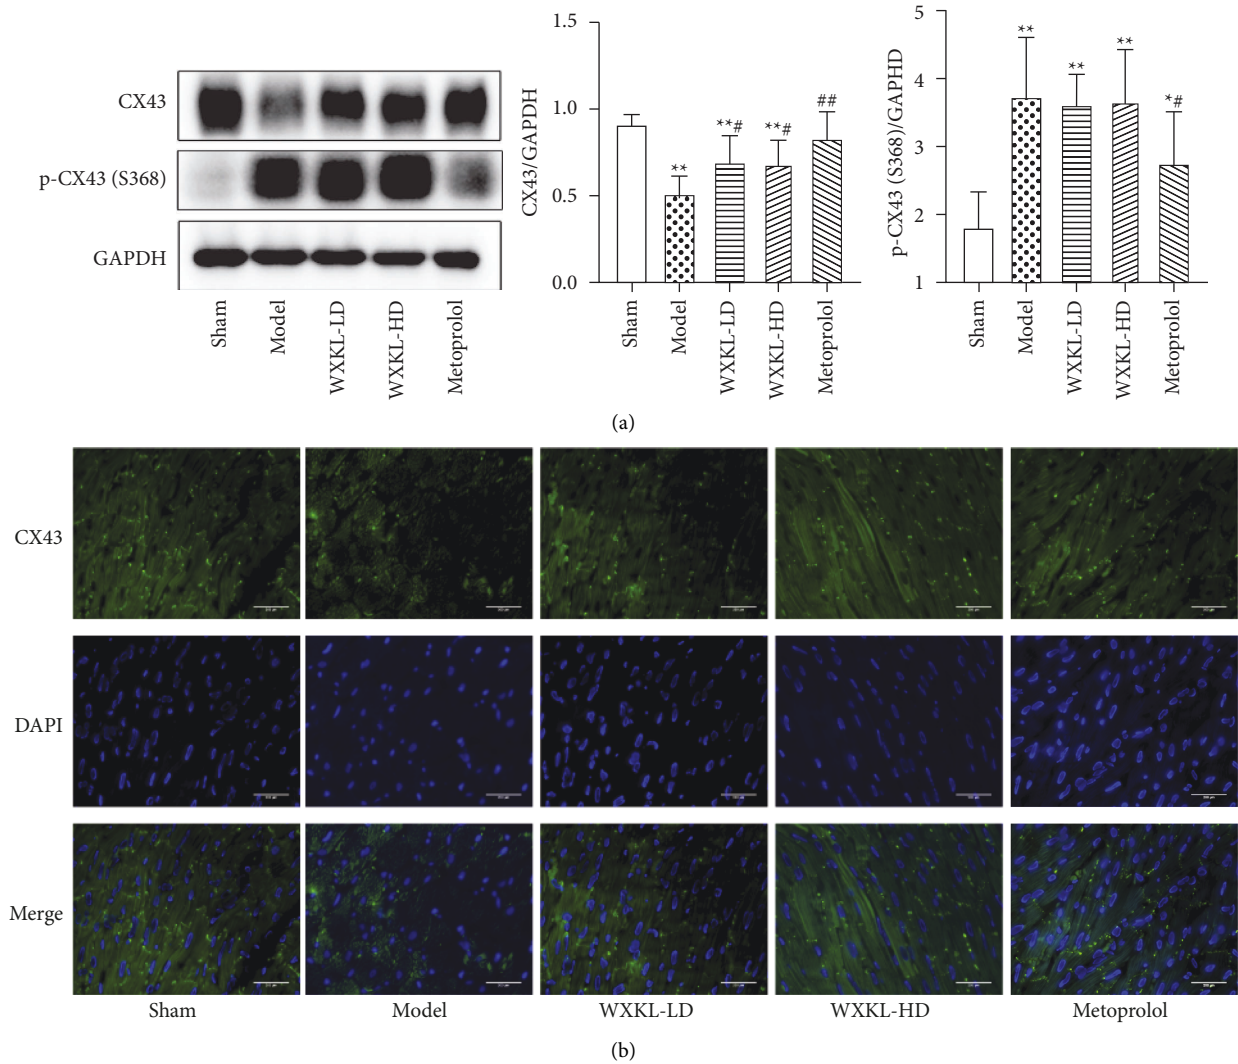 CX43
p-CX43 (S368)
GAPDH
Sham
Model
WXKL-LD
WXKL-HD
Metoprolol
CX43/GAPDH
1.5
1.0
0.5
0.0
**
**#
**#
##
Sham
Model
WXKL-LD
WXKL-HD
Metoprolol
p-CX43 (S368)/GAPHD
5
4
3
2
1
**
**
**
*#
Sham
Model
WXKL-LD
WXKL-HD
Metoprolol
(a)
CX43
DAPI
Merge
Sham
Model
WXKL-LD
WXKL-HD
Metoprolol
(b)